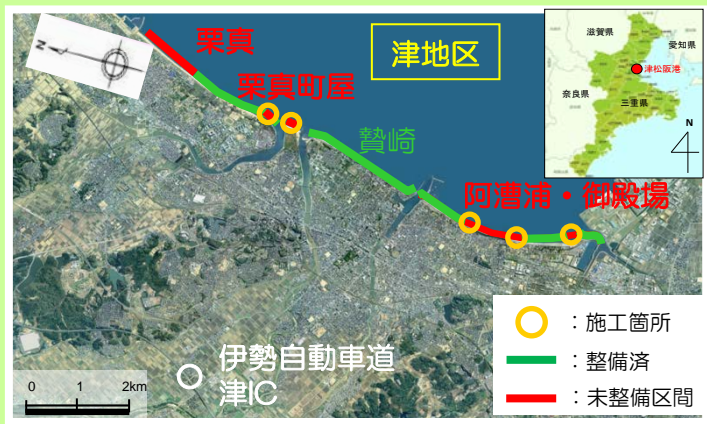 栗真
津地区
栗真町屋
贄崎
阿漕浦・御殿場
伊勢自動車道
津IC
0 1 2km
N
滋賀県
愛知県
津松阪港
奈良県
三重県
N
：施工箇所
：整備済
：未整備区間